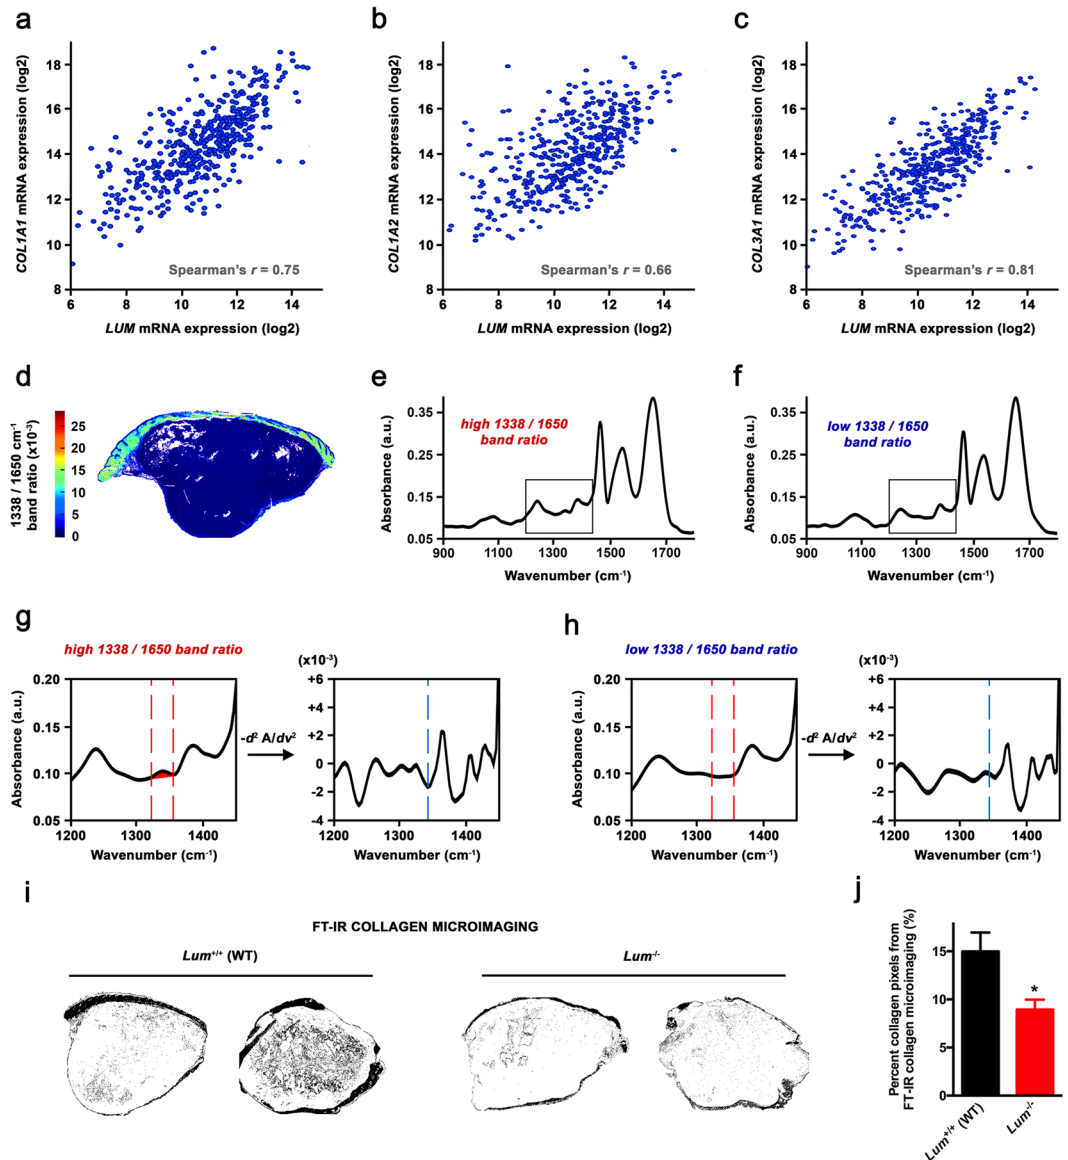 a
b
c
COL1A1 mRNA expression (log2)
18
16
14
12
10
8
Spearman's r = 0.75
6 8 10 12 14
LUM mRNA expression (log2)
COL1A2 mRNA expression (log2)
18
16
14
12
10
8
Spearman's r = 0.66
6 8 10 12 14
LUM mRNA expression (log2)
COL3A1 mRNA expression (log2)
18
16
14
12
10
8
Spearman's r = 0.81
6 8 10 12 14
LUM mRNA expression (log2)
d
1338 / 1650 cm⁻¹
band ratio (x10⁻³)
25
20
15
10
5
0
e
Absorbance (a.u.)
0.35
0.25
0.15
0.05
high 1338 / 1650
band ratio
900 1100 1300 1500 1700
Wavenumber (cm⁻¹)
f
Absorbance (a.u.)
0.35
0.25
0.15
0.05
low 1338 / 1650
band ratio
900 1100 1300 1500 1700
Wavenumber (cm⁻¹)
g
high 1338 / 1650 band ratio
Absorbance (a.u.)
0.20
0.15
0.10
0.05
1200 1300 1400
Wavenumber (cm⁻¹)
-d² A/dv²
(x10⁻³)
+6
+4
+2
0
-2
-4
1200 1300 1400
Wavenumber (cm⁻¹)
h
low 1338 / 1650 band ratio
Absorbance (a.u.)
0.20
0.15
0.10
0.05
1200 1300 1400
Wavenumber (cm⁻¹)
-d² A/dv²
(x10⁻³)
+6
+4
+2
0
-2
-4
1200 1300 1400
Wavenumber (cm⁻¹)
i
FT-IR COLLAGEN MICROIMAGING
Lum⁺/⁺ (WT)
Lum⁻/⁻
j
Percent collagen pixels from
FT-IR collagen microimaging (%)
15
10
5
0
*
Lum⁺/⁺ (WT)
Lum⁻/⁻